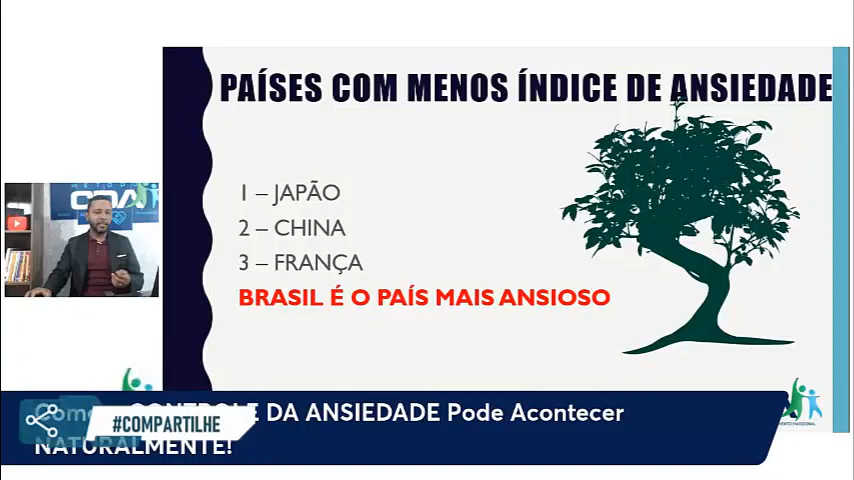 PAÍSES COM MENOS ÍNDICE DE ANSIEDADE
1 – JAPÃO
2 – CHINA
3 – FRANÇA
BRASIL É O PAÍS MAIS ANSIOSO
CDA
DA ANSIEDADE Pode Acontecer
#COMPARTILHE
NATURALMENTE!